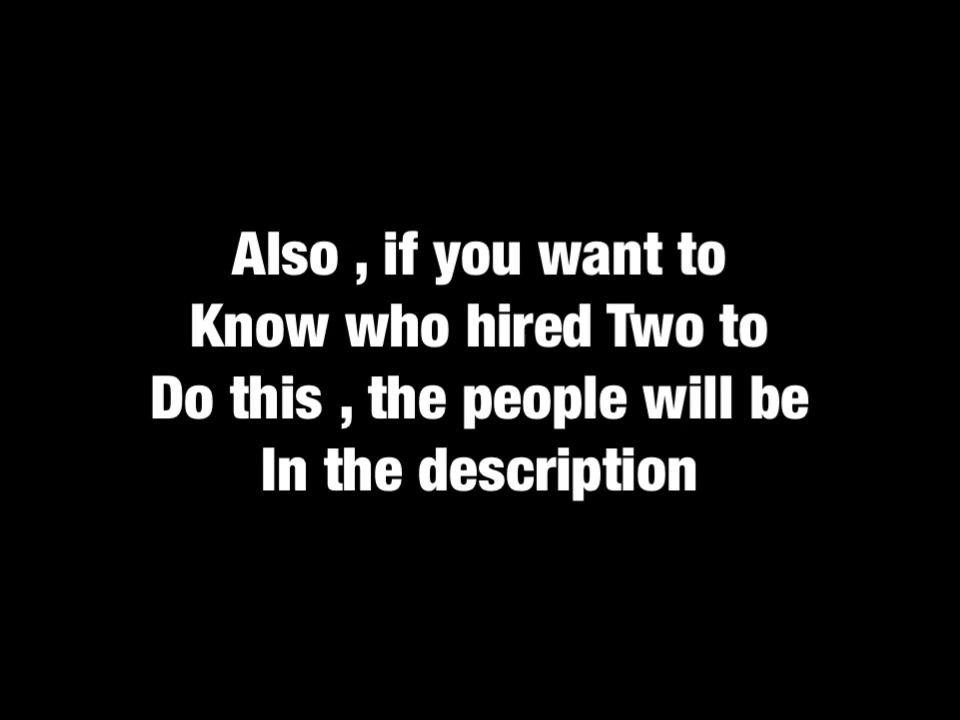 Also , if you want to
Know who hired Two to
Do this , the people will be
In the description